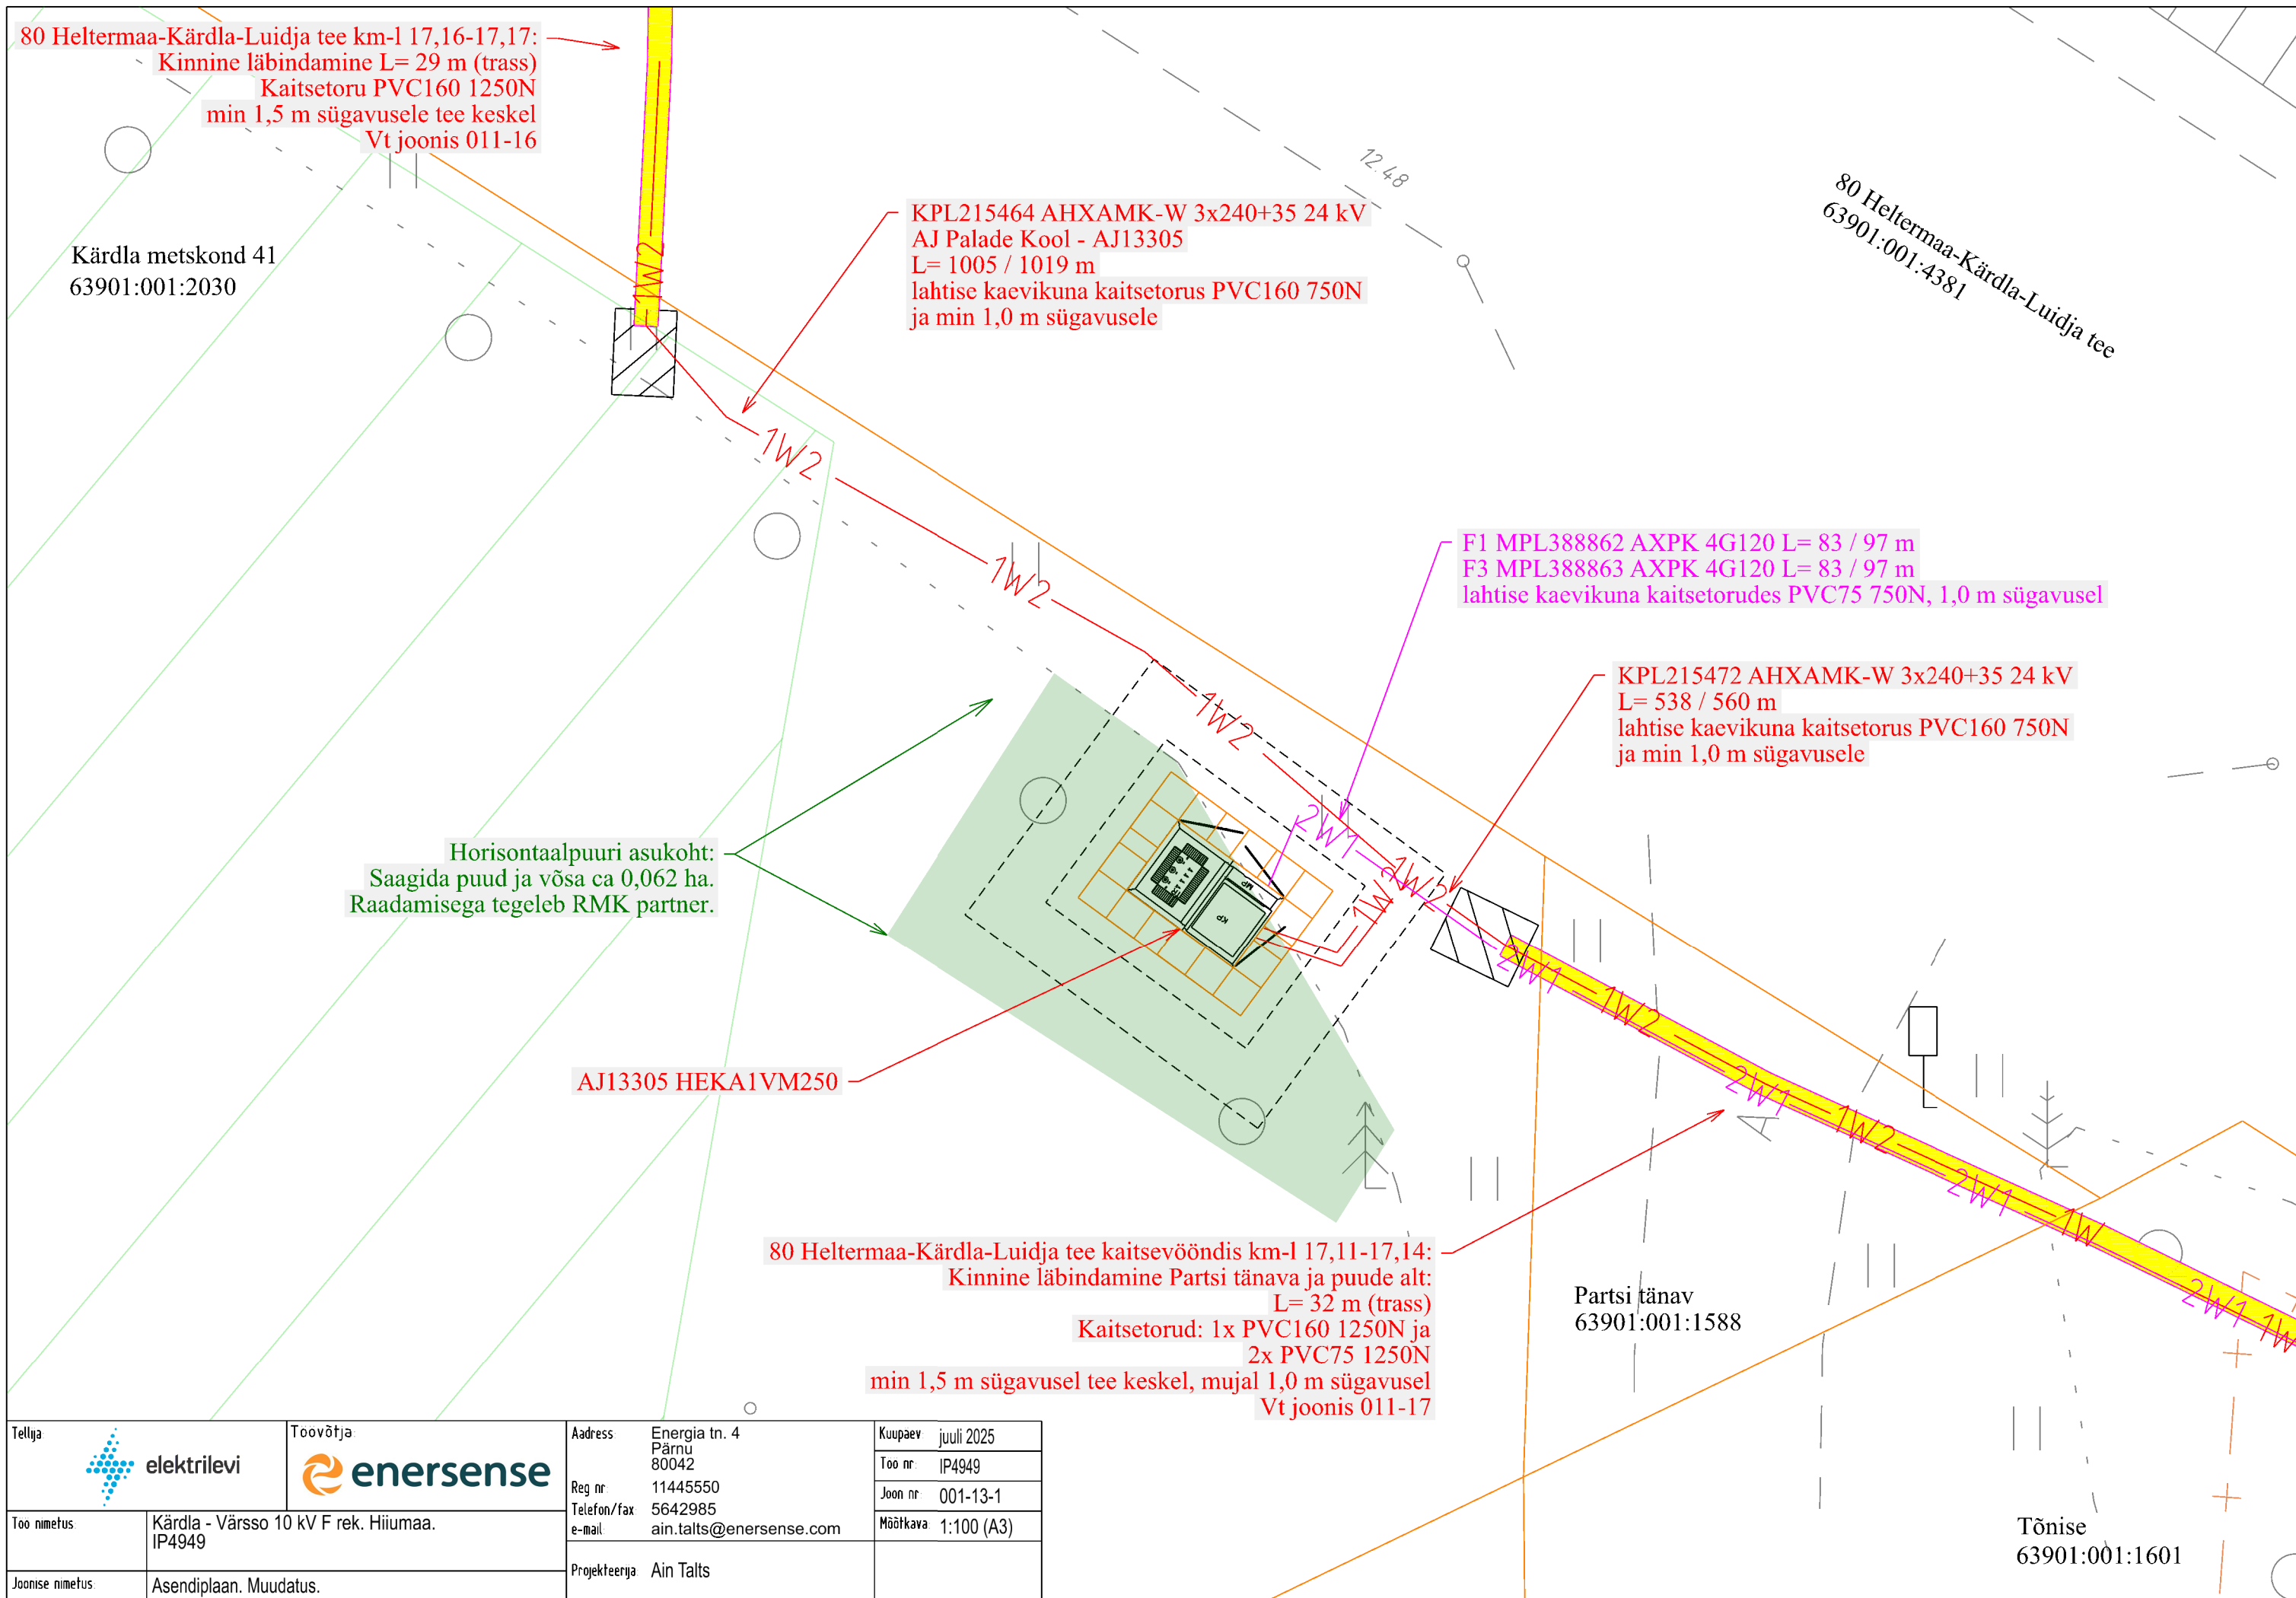 80 Heltermaa-Kärdla-Luidja tee km-l 17,16-17,17:
Kinnine läbindamine L= 29 m (trass)
Kaitsetoru PVC160 1250N
min 1,5 m sügavusele tee keskel
Vt joonis 011-16
12.48
80 Heltermaa-Kärdla-Luidja tee
63901:001:4381
KPL215464 AHXAMK-W 3x240+35 24 kV
AJ Palade Kool - AJ13305
L= 1005 / 1019 m
lahtise kaevikuna kaitsetorus PVC160 750N
ja min 1,0 m sügavusele
Kärdla metskond 41
63901:001:2030
1W2
1W2
1W2
1W2
F1 MPL388862 AXPK 4G120 L= 83 / 97 m
F3 MPL388863 AXPK 4G120 L= 83 / 97 m
lahtise kaevikuna kaitsetorudes PVC75 750N, 1,0 m sügavusel
KPL215472 AHXAMK-W 3x240+35 24 kV
L= 538 / 560 m
lahtise kaevikuna kaitsetorus PVC160 750N
ja min 1,0 m sügavusele
2W1
1W2
1W2
MP
KP
Horisontaalpuuri asukoht:
Saagida puud ja võsa ca 0,062 ha.
Raadamisega tegeleb RMK partner.
AJ13305 HEKA1VM250
2W1
1W2
2W1
1W2
2W1
1W
2W1
1W
A
80 Heltermaa-Kärdla-Luidja tee kaitsevööndis km-l 17,11-17,14:
Kinnine läbindamine Partsi tänava ja puude alt:
L= 32 m (trass)
Kaitsetorud: 1x PVC160 1250N ja
2x PVC75 1250N
min 1,5 m sügavusel tee keskel, mujal 1,0 m sügavusel
Vt joonis 011-17
Partsi tänav
63901:001:1588
Tõnise
63901:001:1601
Tellija:
elektrilevi
Töövõtja:
enersense
Aadress: Energia tn. 4
Pärnu
80042
Reg nr: 11445550
Telefon/fax: 5642985
e-mail: ain.talts@enersense.com
Projekteerija: Ain Talts
Kuupäev: juuli 2025
Töö nr: IP4949
Joon nr: 001-13-1
Mõõtkava: 1:100 (A3)
Töö nimetus: Kärdla - Värsso 10 kV F rek. Hiiumaa.
IP4949
Joonise nimetus: Asendiplaan. Muudatus.